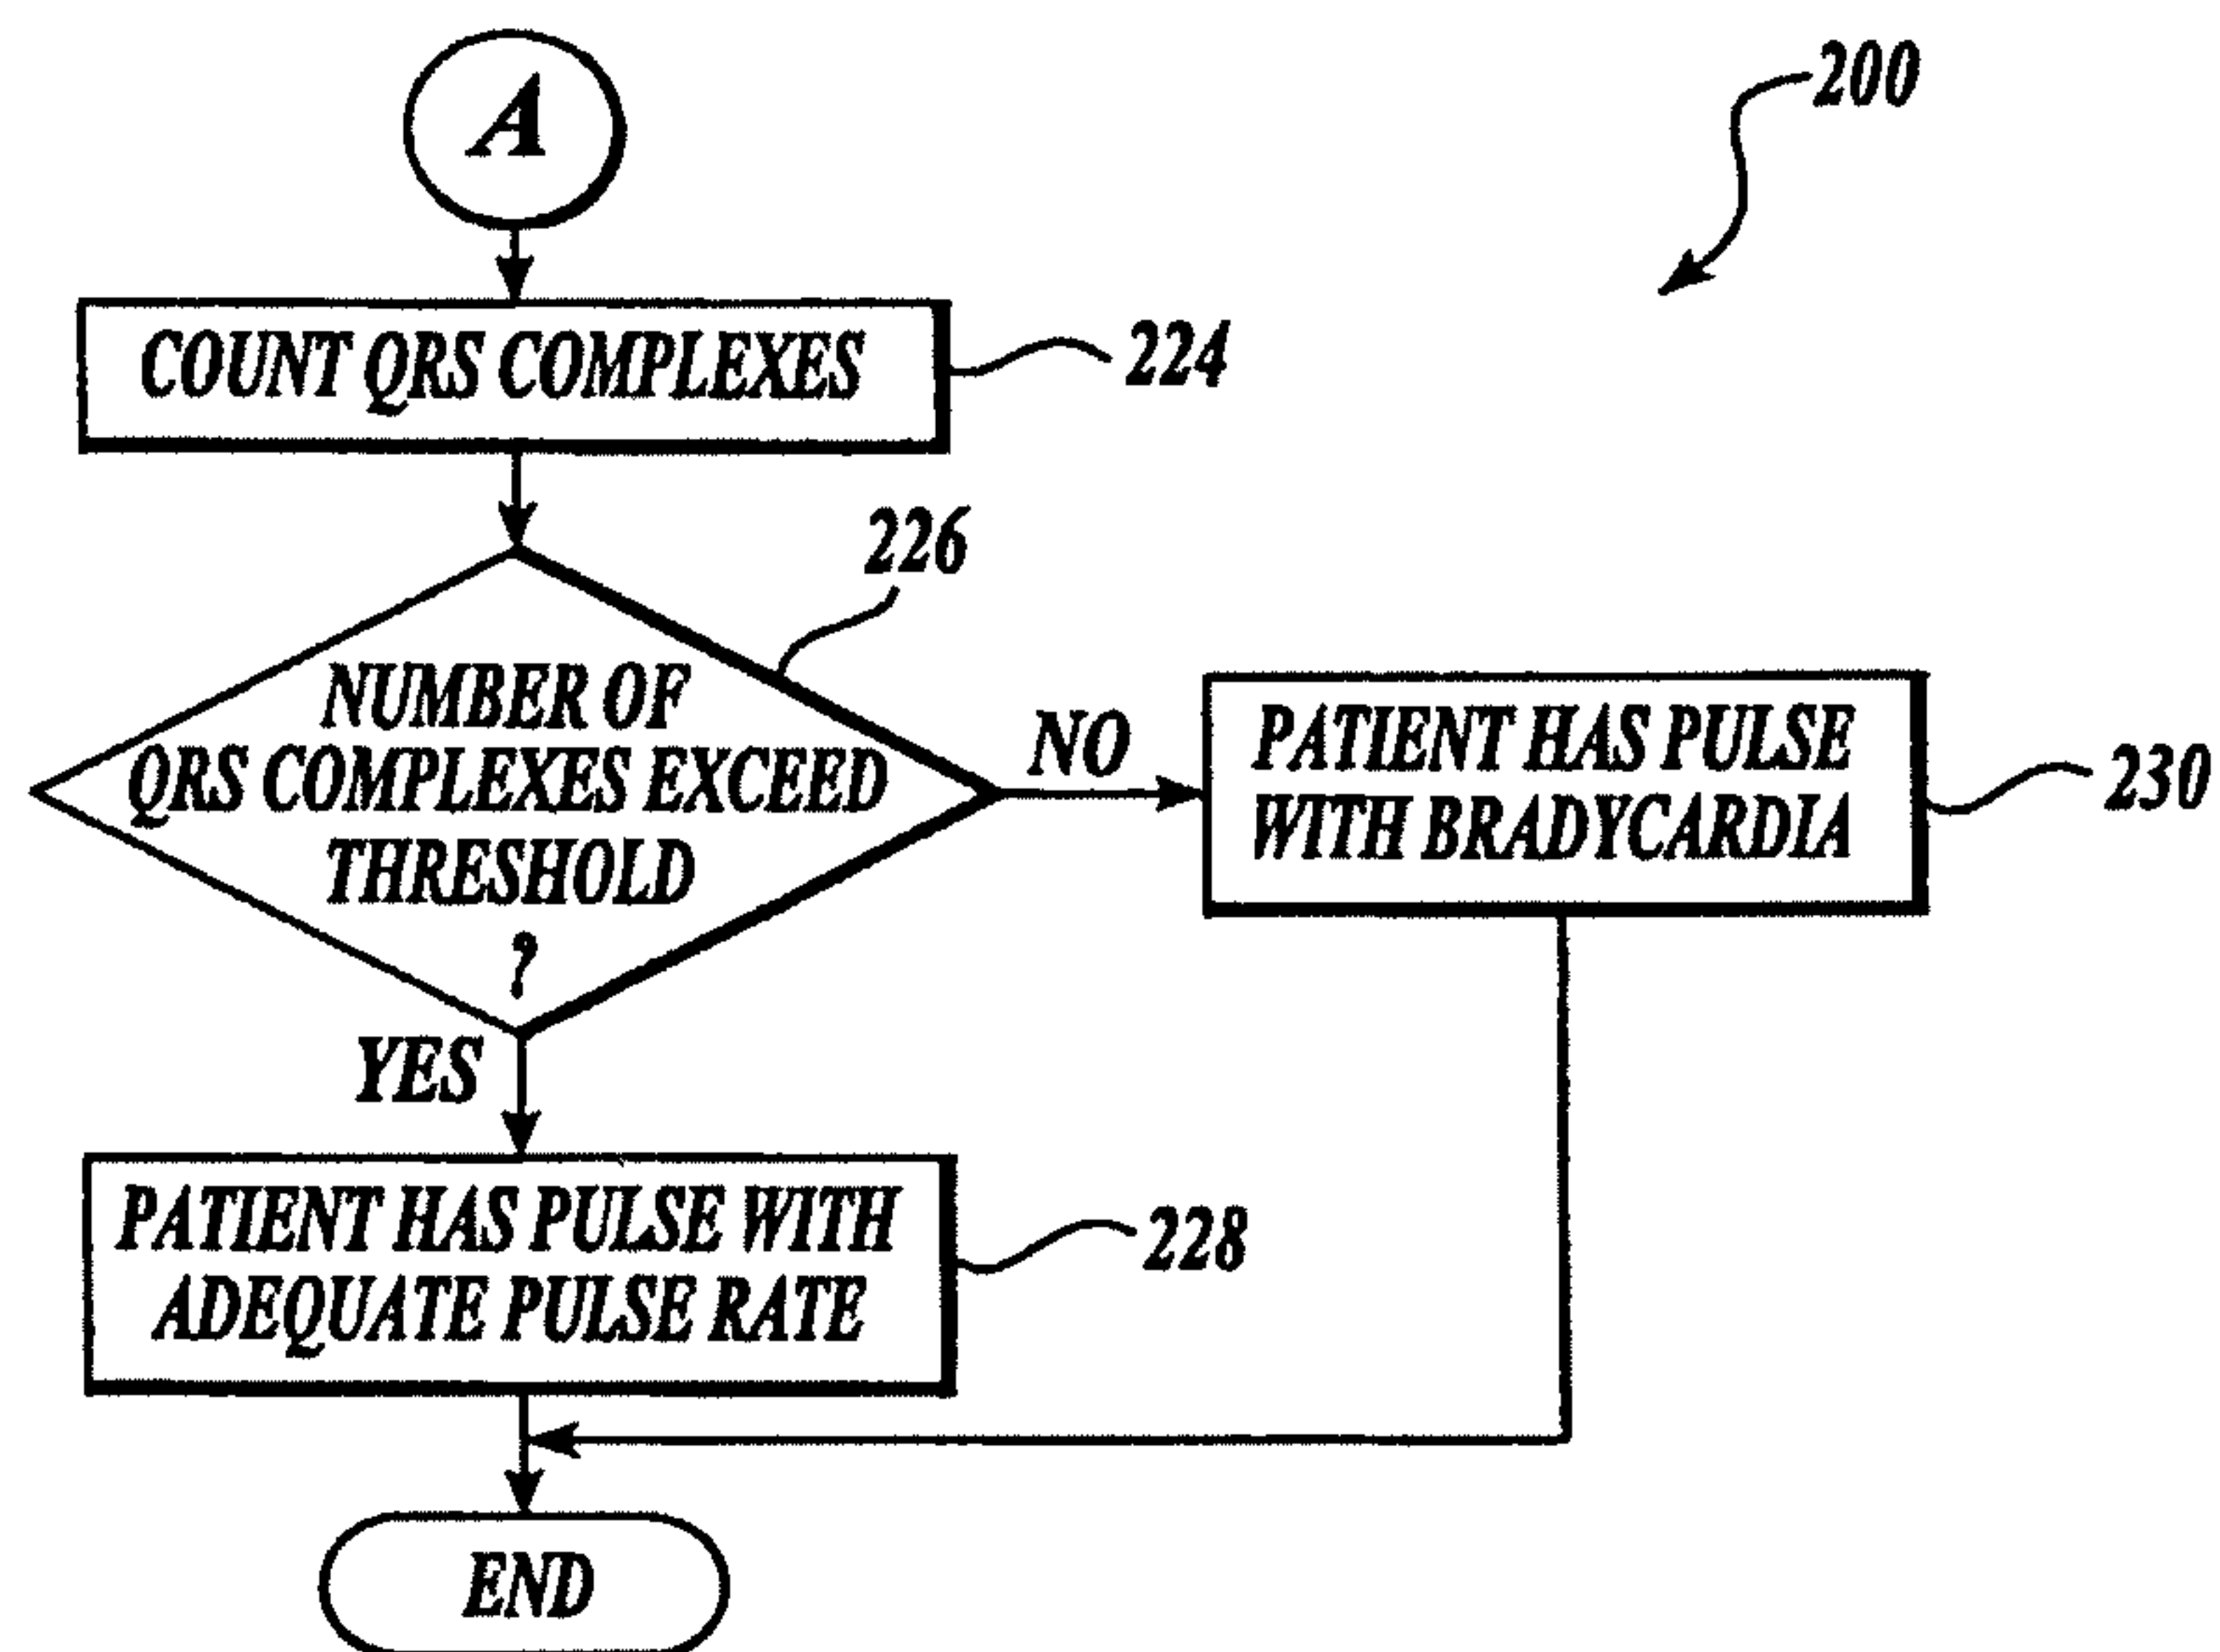 A
200
COUNT QRS COMPLEXES
224
226
NUMBER OF
QRS COMPLEXES EXCEED
THRESHOLD
?
NO
PATIENT HAS PULSE
WITH BRADYCARDIA
230
YES
PATIENT HAS PULSE WITH
ADEQUATE PULSE RATE
228
END